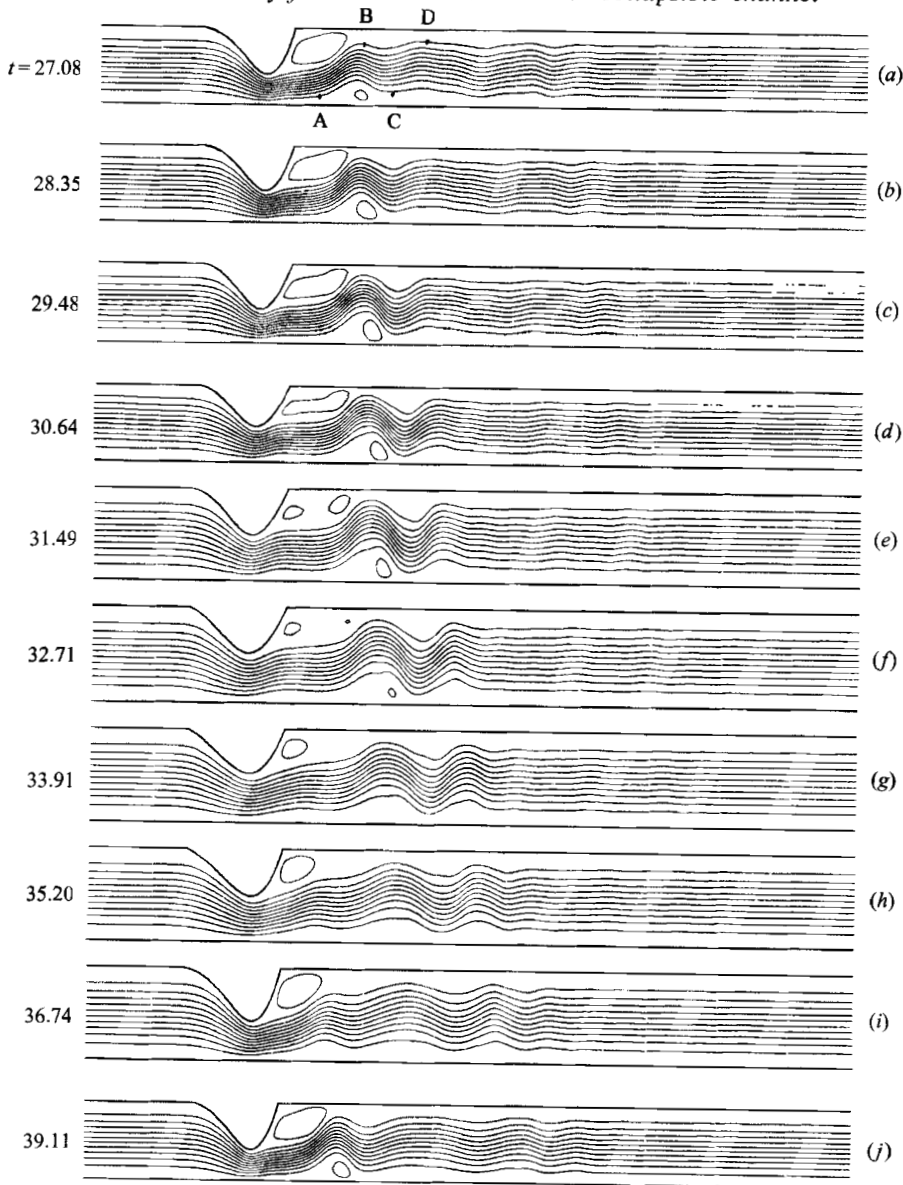 channel
B D
t = 27.08 (a)
A C
28.35 (b)
29.48 (c)
30.64 (d)
31.49 (e)
32.71 (f)
33.91 (g)
35.20 (h)
36.74 (i)
39.11 (j)